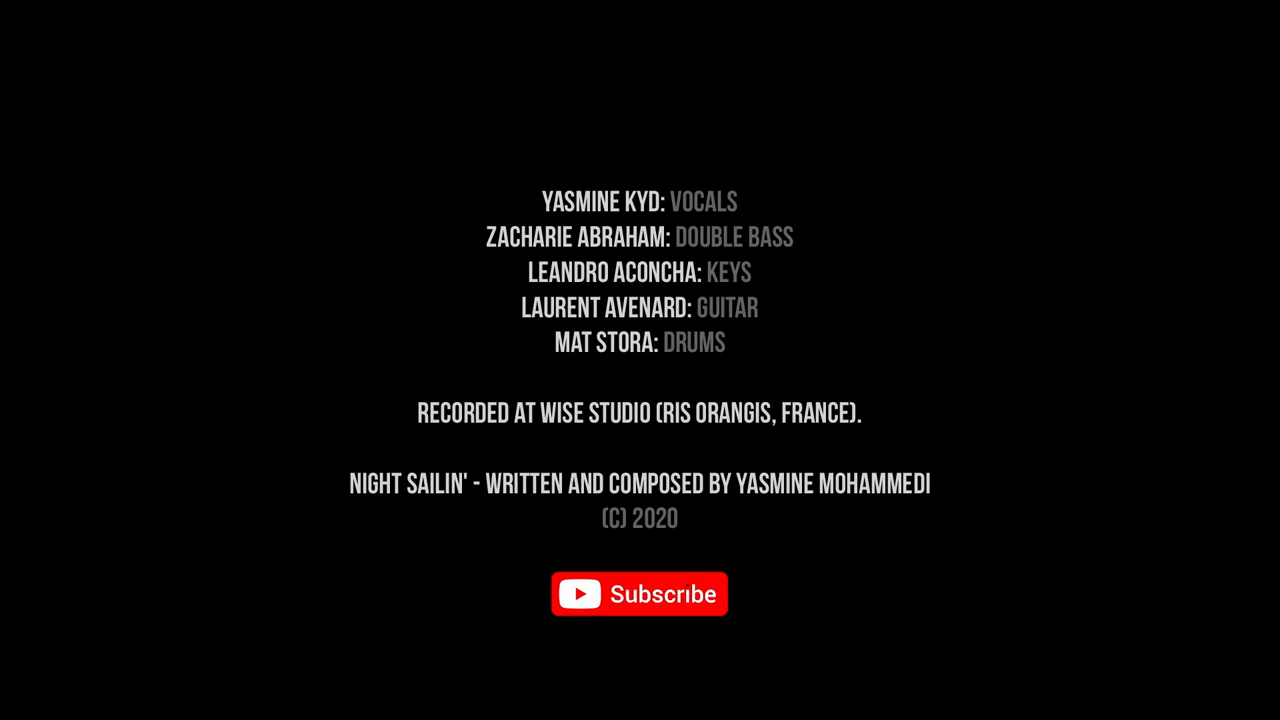 YASMINE KYD: VOCALS
ZACHARIE ABRAHAM: DOUBLE BASS
LEANDRO ACONCHA: KEYS
LAURENT AVENARD: GUITAR
MAT STORA: DRUMS
RECORDED AT WISE STUDIO (RIS ORANGIS, FRANCE).
NIGHT SAILIN' - WRITTEN AND COMPOSED BY YASMINE MOHAMMEDI
(C) 2020
Subscribe